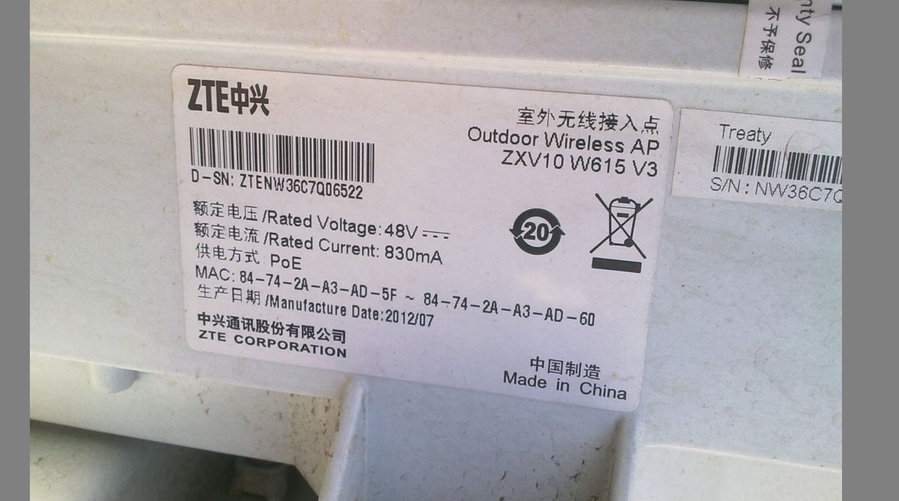 ZTE中兴
室外无线接入点
Outdoor Wireless AP
ZXV10 W615 V3
D-SN: ZTENW36C7Q06522
额定电压/Rated Voltage: 48V
额定电流/Rated Current: 830mA
供电方式: PoE
MAC: 84-74-2A-A3-AD-5F ~ 84-74-2A-A3-AD-60
生产日期/Manufacture Date:2012/07
中兴通讯股份有限公司
ZTE CORPORATION
20
中国制造
Made in China
Treaty
S/N: NW36C7Q
nty Seal
不予保修